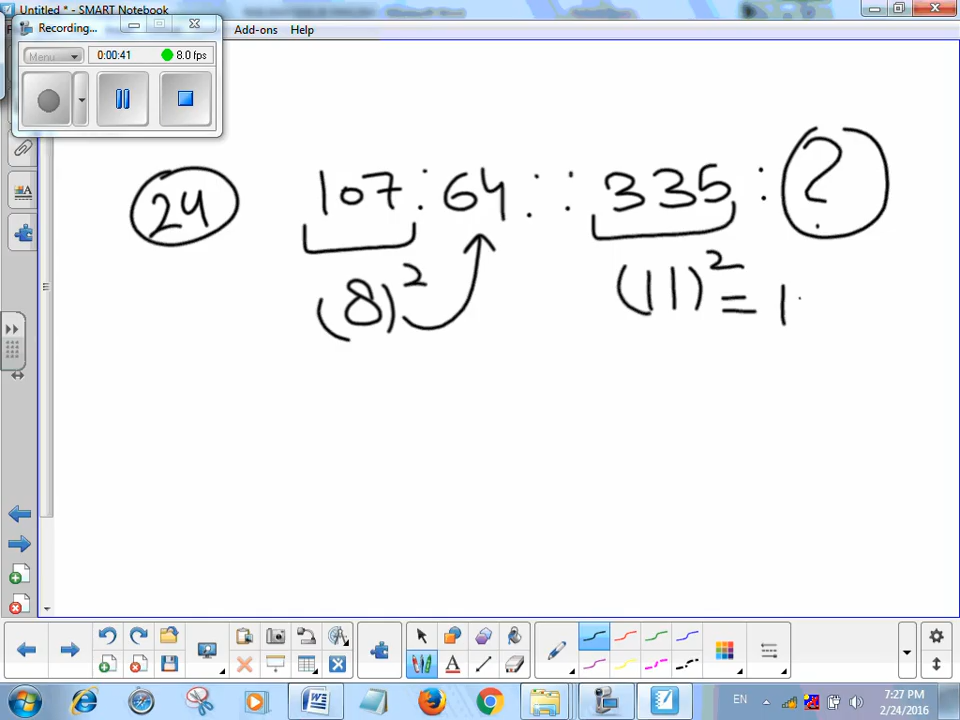 Untitled * - SMART Notebook
Recording...
Add-ons Help
Menu 0:00:41 8.0 fps
24 107 : 64 :: 335 : ?
(8)² (11)² = 1
EN
7:27 PM
2/24/2016